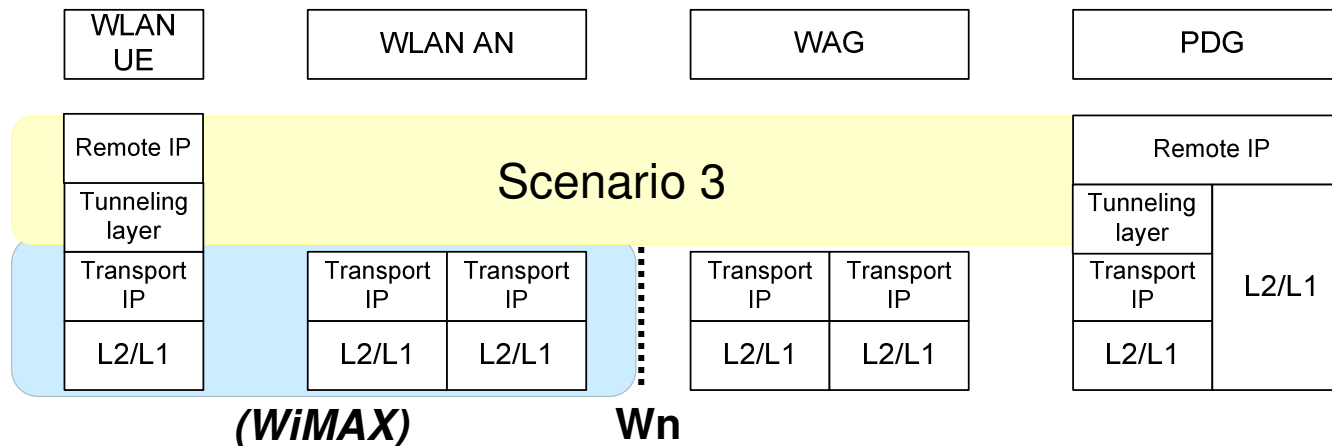 WLAN
UE
WLAN AN
WAG
PDG
Remote IP
Scenario 3
Remote IP
Tunneling
layer
Tunneling
layer
L2/L1
Transport
IP
Transport
IP
Transport
IP
Transport
IP
Transport
IP
Transport
IP
L2/L1
L2/L1
L2/L1
L2/L1
L2/L1
L2/L1
(WiMAX)
Wn